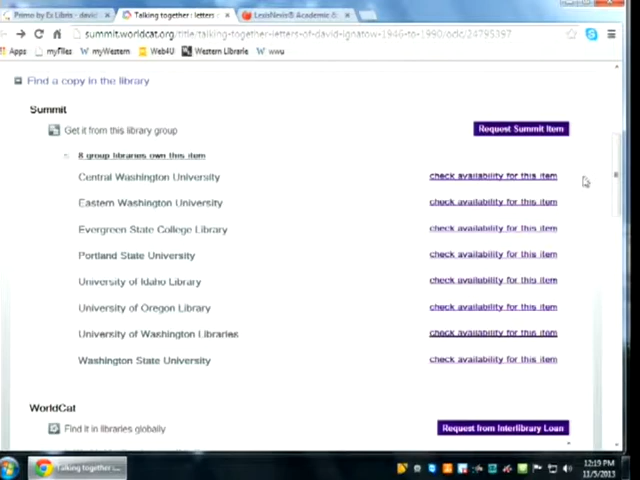 Primo by Ex Libris - david
Talking together : letters
LexisNexis® Academic &
summit.worldcat.org/title/talking-together-letters-of-david-ignatow-1946-to-1990/oclc/24795397
Apps myFiles W myWestern Web4U Western Librarie W wwu
Find a copy in the library
Summit
Get it from this library group
Request Summit Item
8 group libraries own this item
Central Washington University check availability for this item
Eastern Washington University check availability for this item
Evergreen State College Library check availability for this item
Portland State University check availability for this item
University of Idaho Library check availability for this item
University of Oregon Library check availability for this item
University of Washington Libraries check availability for this item
Washington State University check availability for this item
WorldCat
Find it in libraries globally
Request from Interlibrary Loan
Talking together : l...
12:19 PM
11/5/2013